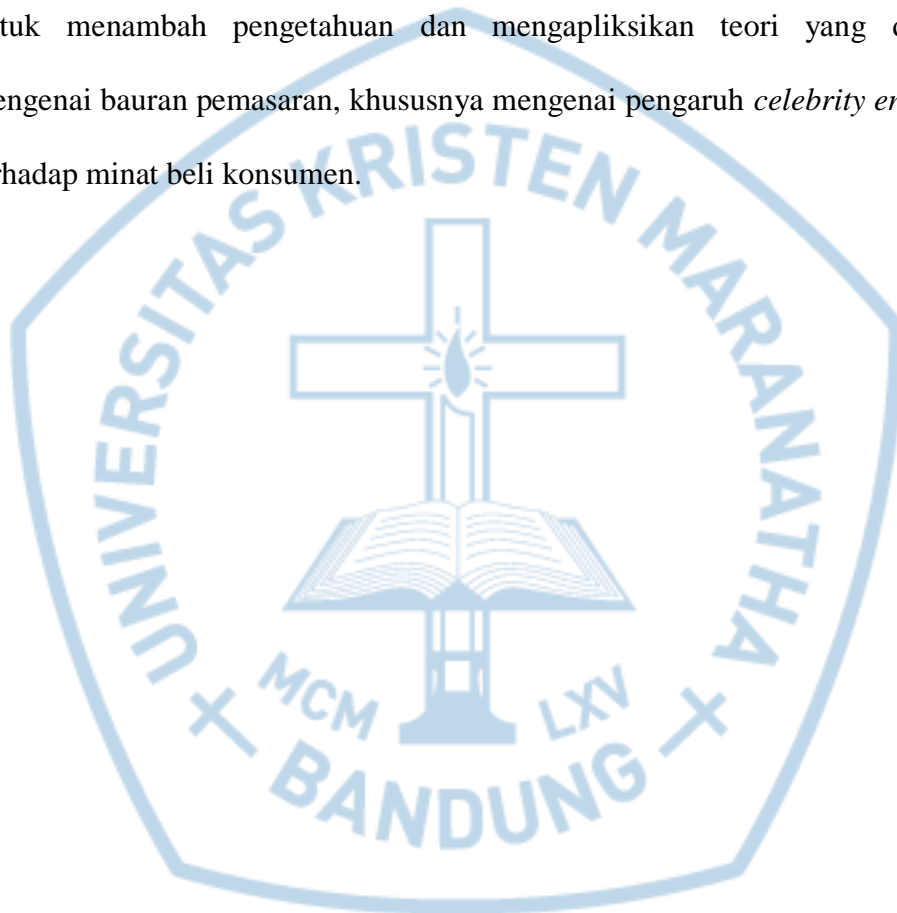 tuk menambah pengetahuan dan mengapliksikan teori yang
engenai bauran pemasaran, khususnya mengenai pengaruh celebrity
rhadap minat beli konsumen.
UNIVERSITAS KRISTEN MARANATHA
MCM LXV
+ BANDUNG +